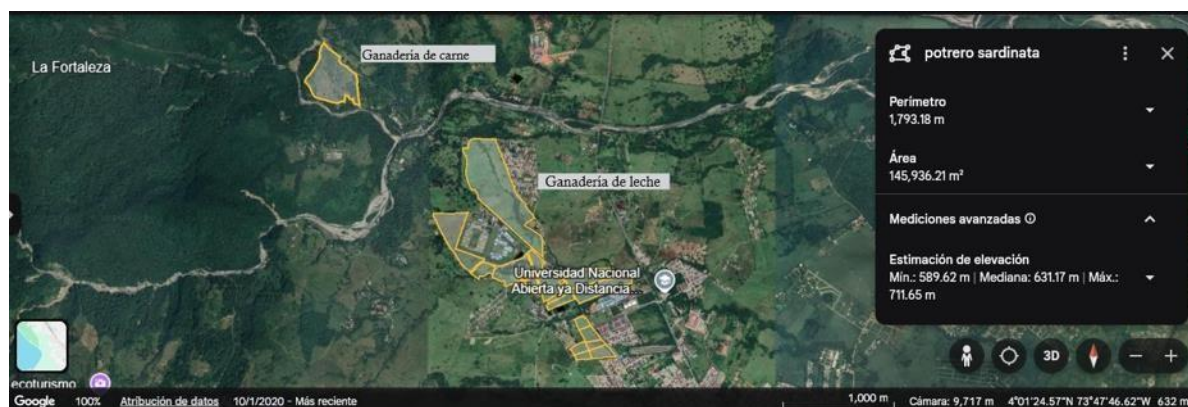 La Fortaleza
Ganadería de carne
Ganadería de leche
Universidad Nacional
Abierta ya Distancia...
ecoturismo
potrero sardinata
Perímetro
1,793.18 m
Área
145,936.21 m²
Mediciones avanzadas
Estimación de elevación
Mín.: 589.62 m | Mediana: 631.17 m | Máx.:
711.65 m
3D
Google 100% Atribución de datos 10/1/2020 - Más reciente 1,000 m Cámara: 9,717 m 4°01'24.57"N 73°47'46.62"W 632 m